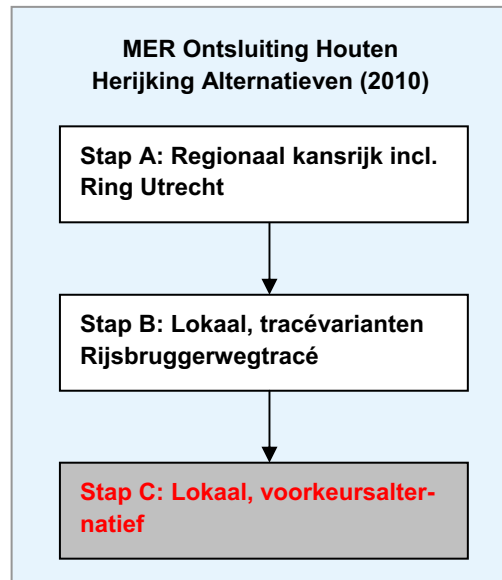 MER Ontsluiting Houten
Herijking Alternatieven (2010)
Stap A: Regionaal kansrijk incl.
Ring Utrecht
Stap B: Lokaal, tracévarianten
Rijsbruggerwegtracé
Stap C: Lokaal, voorkeursalter-
natief